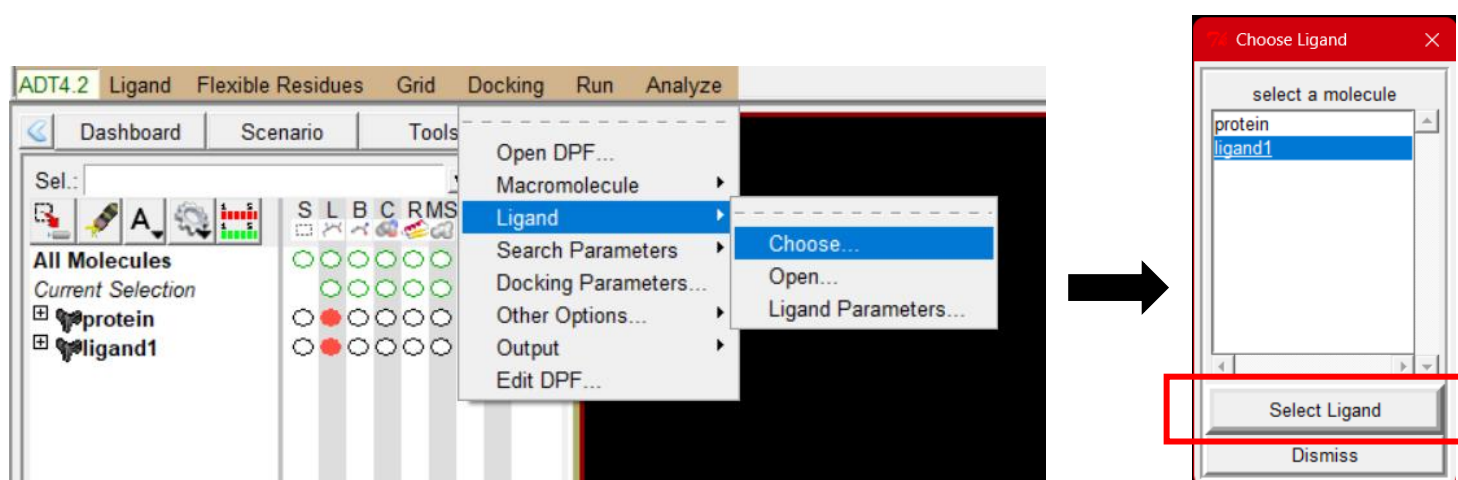 ADT4.2 Ligand Flexible Residues Grid Docking Run Analyze
Dashboard Scenario Tools
Sel.:
A
S L B C R MS
All Molecules
Current Selection
protein
ligand1
Open DPF...
Macromolecule
Ligand
Search Parameters
Docking Parameters...
Other Options...
Output
Edit DPF...
Choose...
Open...
Ligand Parameters...
Choose Ligand
select a molecule
protein
ligand1
Select Ligand
Dismiss